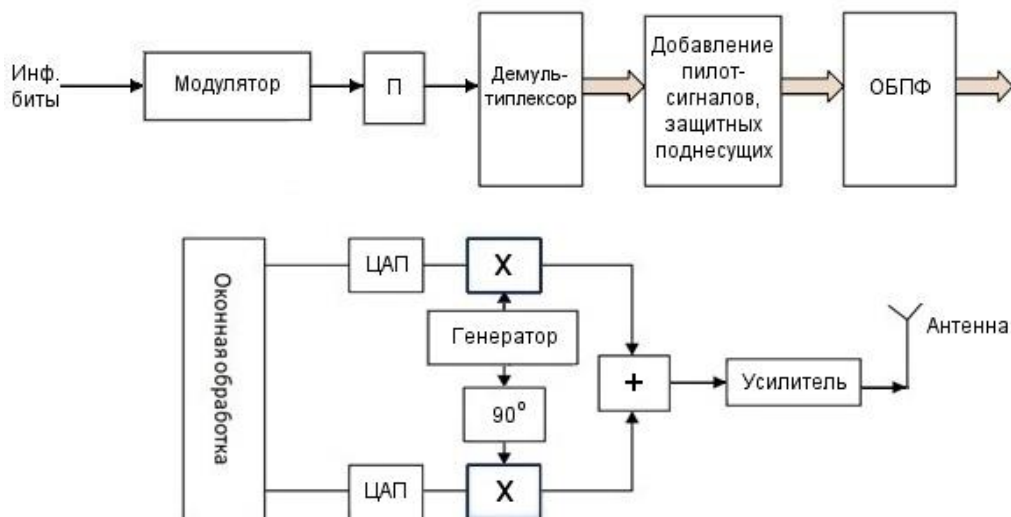 Инф.
биты
Модулятор
П
Демуль-
типлексор
Добавление
пилот-
сигналов,
защитных
поднесущих
ОБПФ
Оконная обработка
ЦАП
X
Генератор
90°
ЦАП
X
+
Усилитель
Антенна